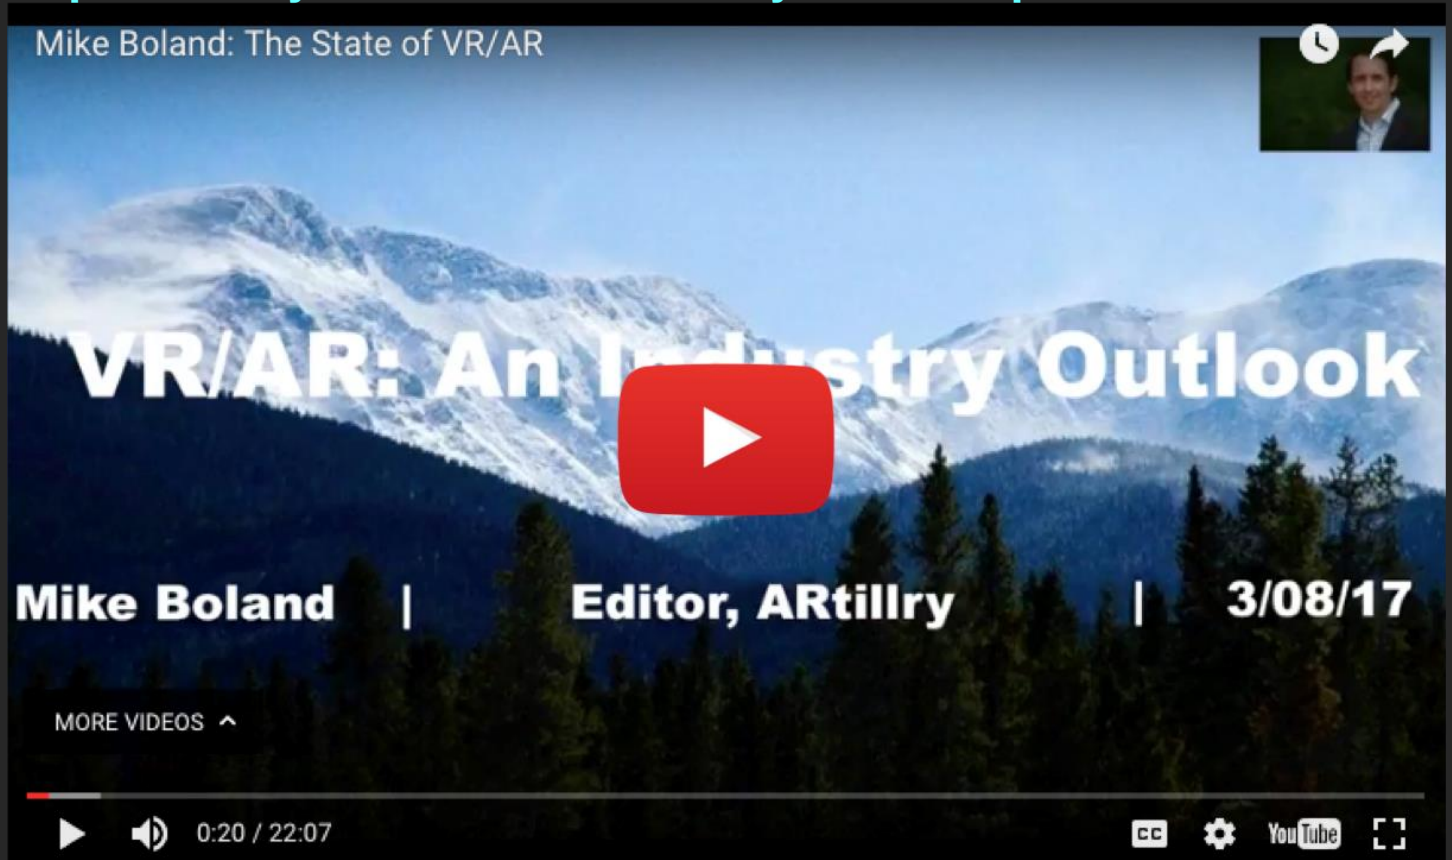 Mike Boland: The State of VR/AR
VR/AR: An Industry Outlook
Mike Boland | Editor, ARtillry | 3/08/17
MORE VIDEOS
0:20 / 22:07
CC
YouTube